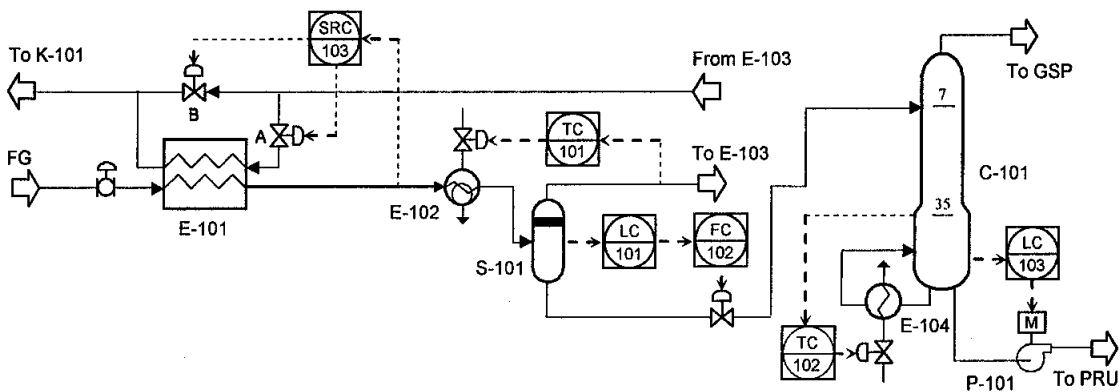 SRC
103
To K-101
From E-103
To GSP
7
B
A
TC
101
FG
To E-103
C-101
E-102
35
E-101
LC
101
FC
102
LC
103
S-101
E-104
M
TC
102
P-101
To PRU